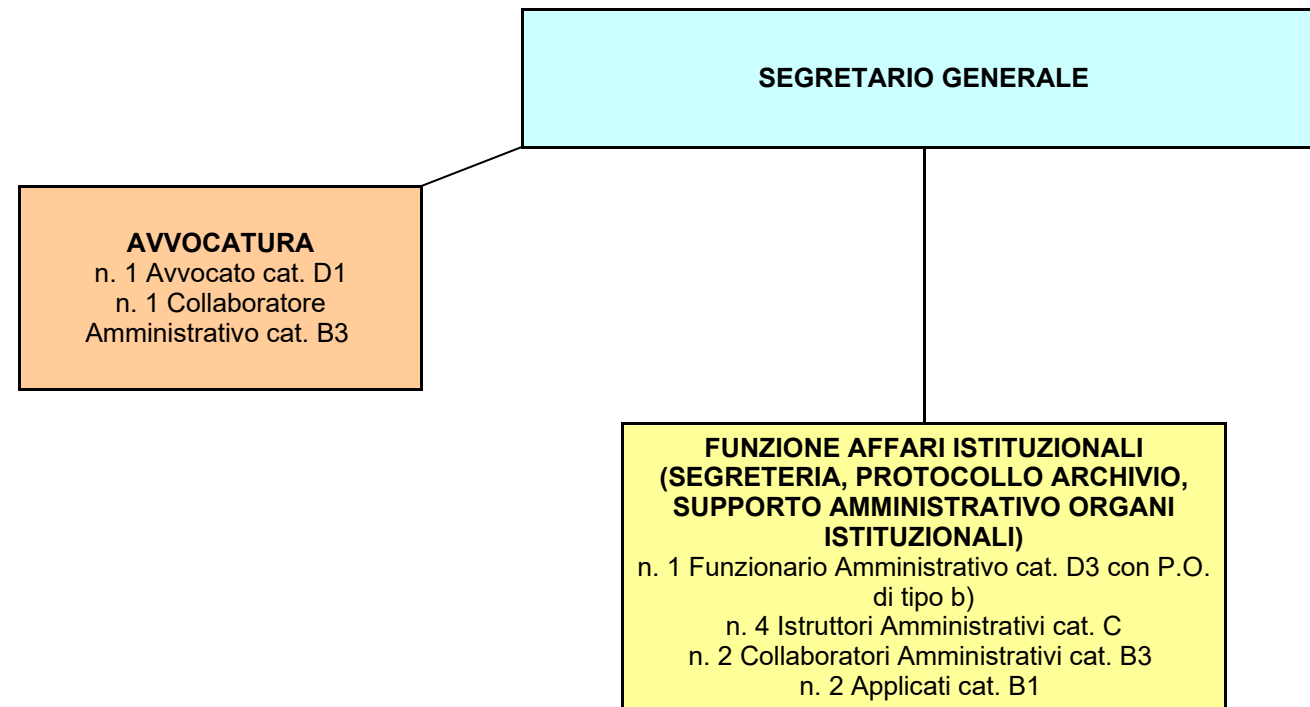 SEGRETARIO GENERALE
AVVOCATURA
n. 1 Avvocato cat. D1
n. 1 Collaboratore
Amministrativo cat. B3
FUNZIONE AFFARI ISTITUZIONALI
(SEGRETERIA, PROTOCOLLO ARCHIVIO,
SUPPORTO AMMINISTRATIVO ORGANI
ISTITUZIONALI)
n. 1 Funzionario Amministrativo cat. D3 con P.O.
di tipo b)
n. 4 Istruttori Amministrativi cat. C
n. 2 Collaboratori Amministrativi cat. B3
n. 2 Applicati cat. B1